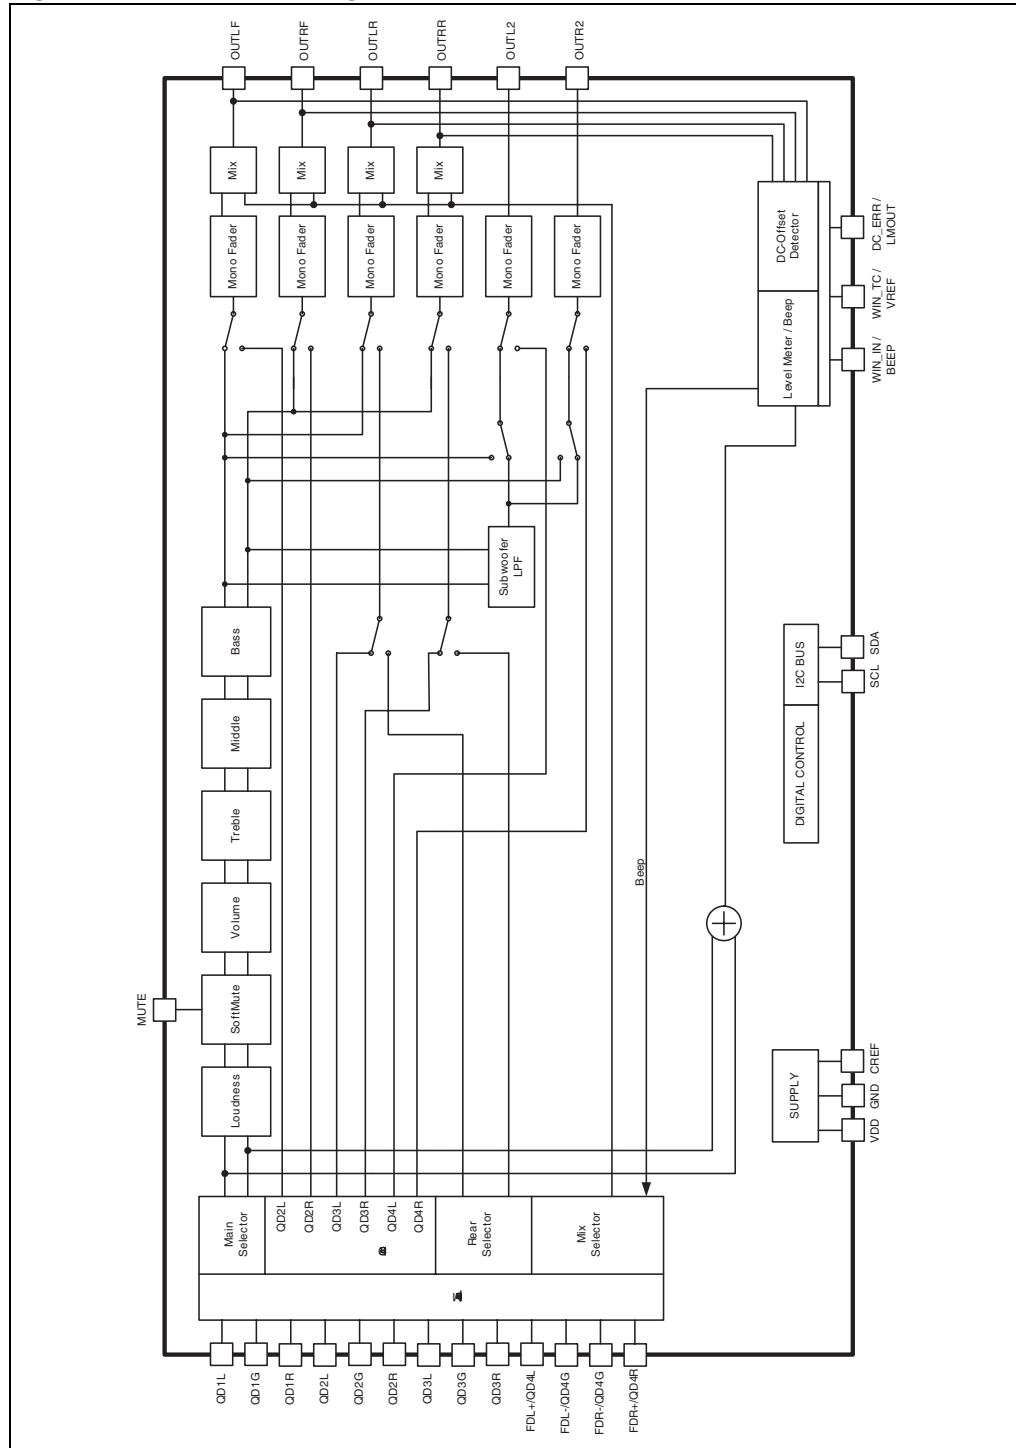 OUTLF
OUTRF
OUTLR
OUTRR
OUTL2
OUTR2
Mix
Mix
Mix
Mix
Mono Fader
Mono Fader
Mono Fader
Mono Fader
Mono Fader
Mono Fader
DC-Offset
Detector
Level Meter / Beep
DC_ERR /
LMOUT
WIN_TC /
VREF
WIN_IN /
BEEP
Subwoofer
LPF
Bass
Middle
Treble
Volume
SoftMute
Loudness
MUTE
I2C BUS
DIGITAL CONTROL
SDA
SCL
Beep
SUPPLY
CREF
GND
VDD
Main
Selector
QD2L
QD2R
QD3L
QD3R
QD4L
QD4R
Rear
Selector
Mix
Selector
QD1L
QD1G
QD1R
QD2L
QD2G
QD2R
QD3L
QD3G
QD3R
FDL+/QD4L
FDL-/QD4G
FDR-/QD4G
FDR+/QD4R